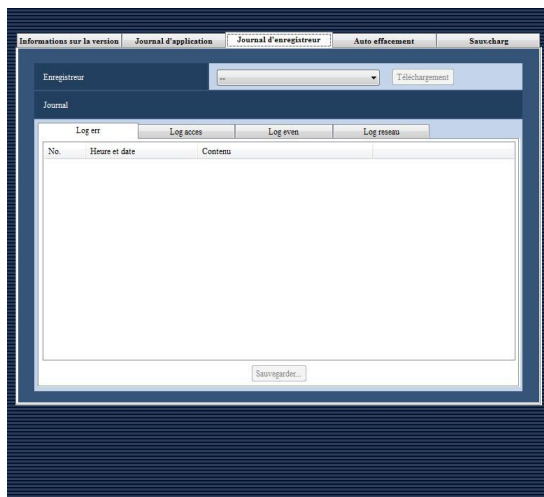 Informations sur la version Journal d'application Journal d'enregistreur Auto effacement Sauv.charg
Enregistreur -- Téléchargement
Journal
Log err Log acces Log even Log reseau
No. Heure et date Contenu
Sauvegarder...